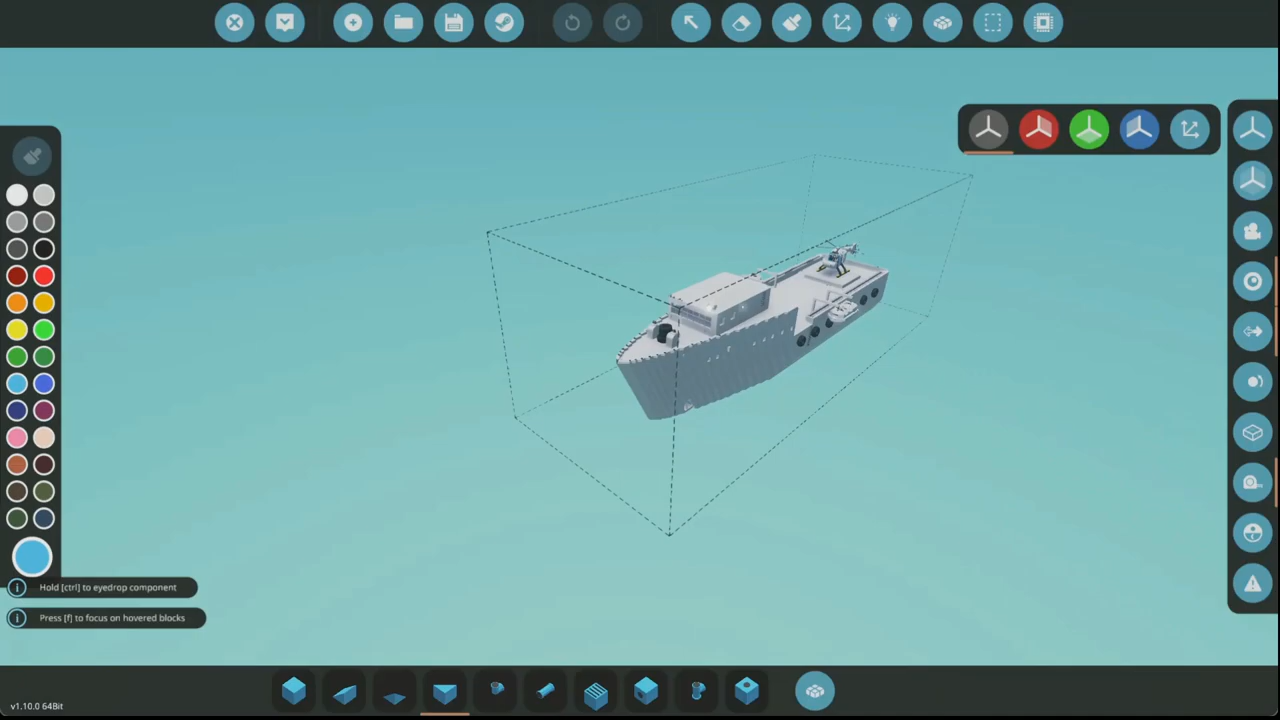 Hold [ctrl] to eyedrop component
Press [f] to focus on hovered blocks
v1.10.0 64Bit